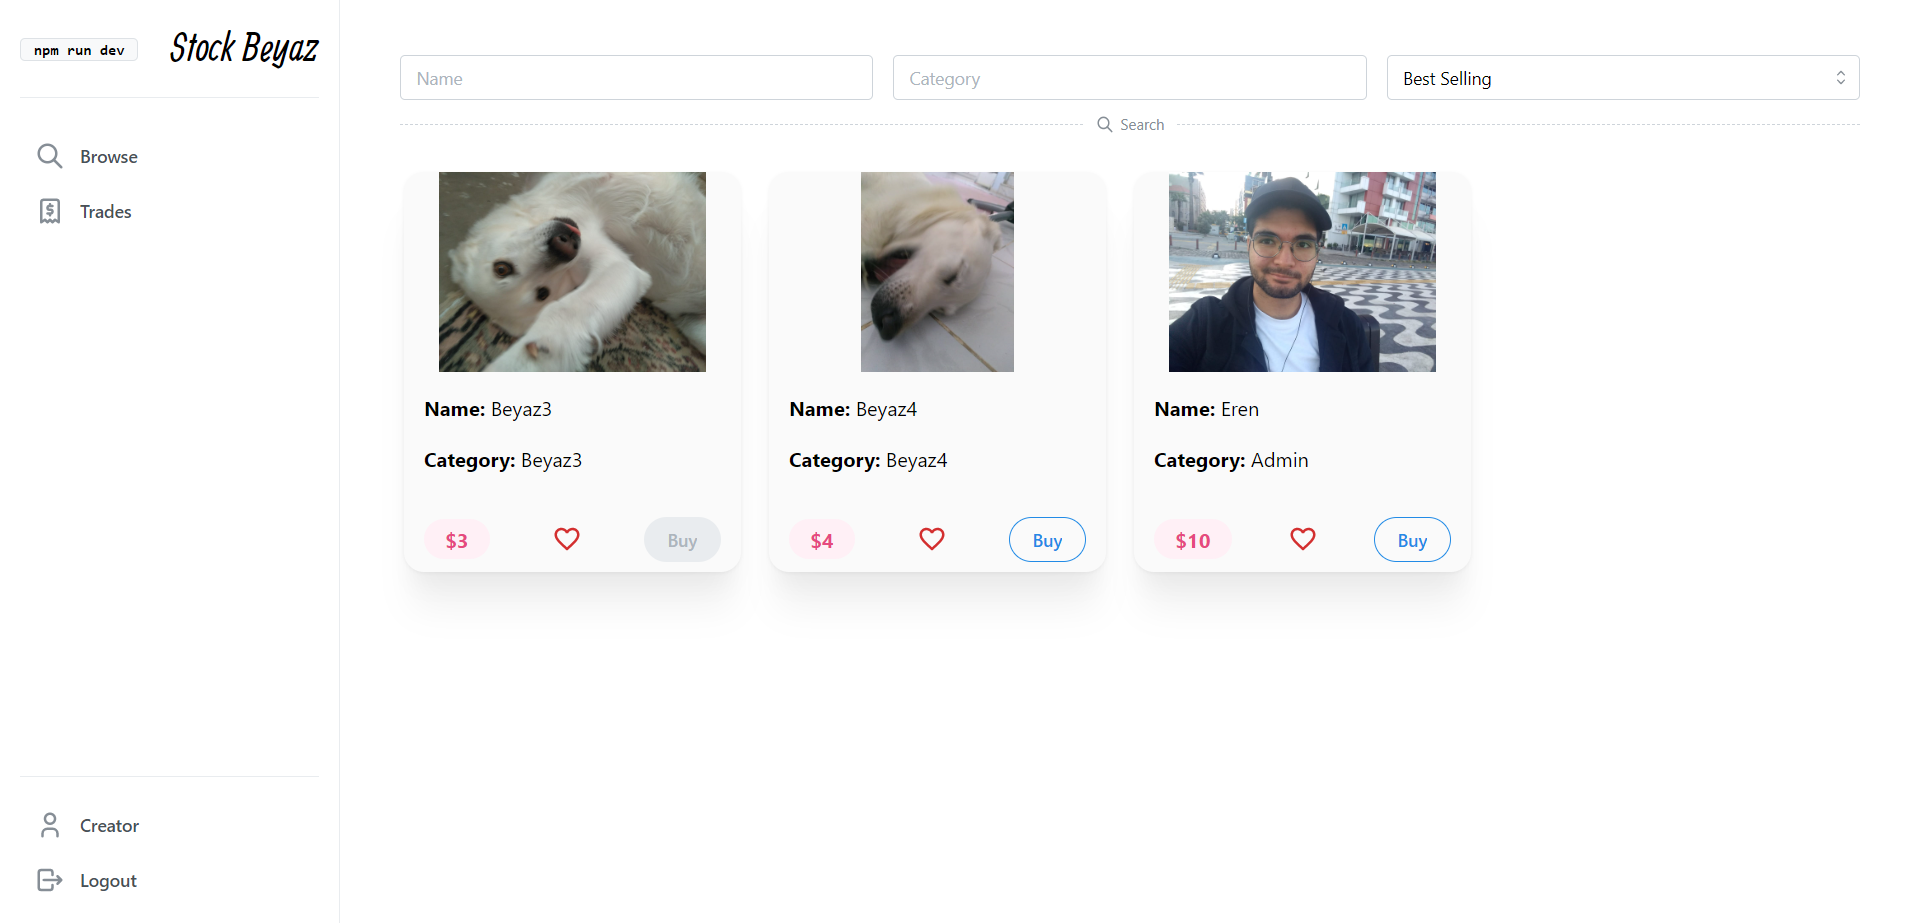 npm run dev
Stock Beyaz
Browse
Trades
Creator
Logout
Name
Category
Best Selling
Search
Name: Beyaz3
Category: Beyaz3
$3
Buy
Name: Beyaz4
Category: Beyaz4
$4
Buy
Name: Eren
Category: Admin
$10
Buy